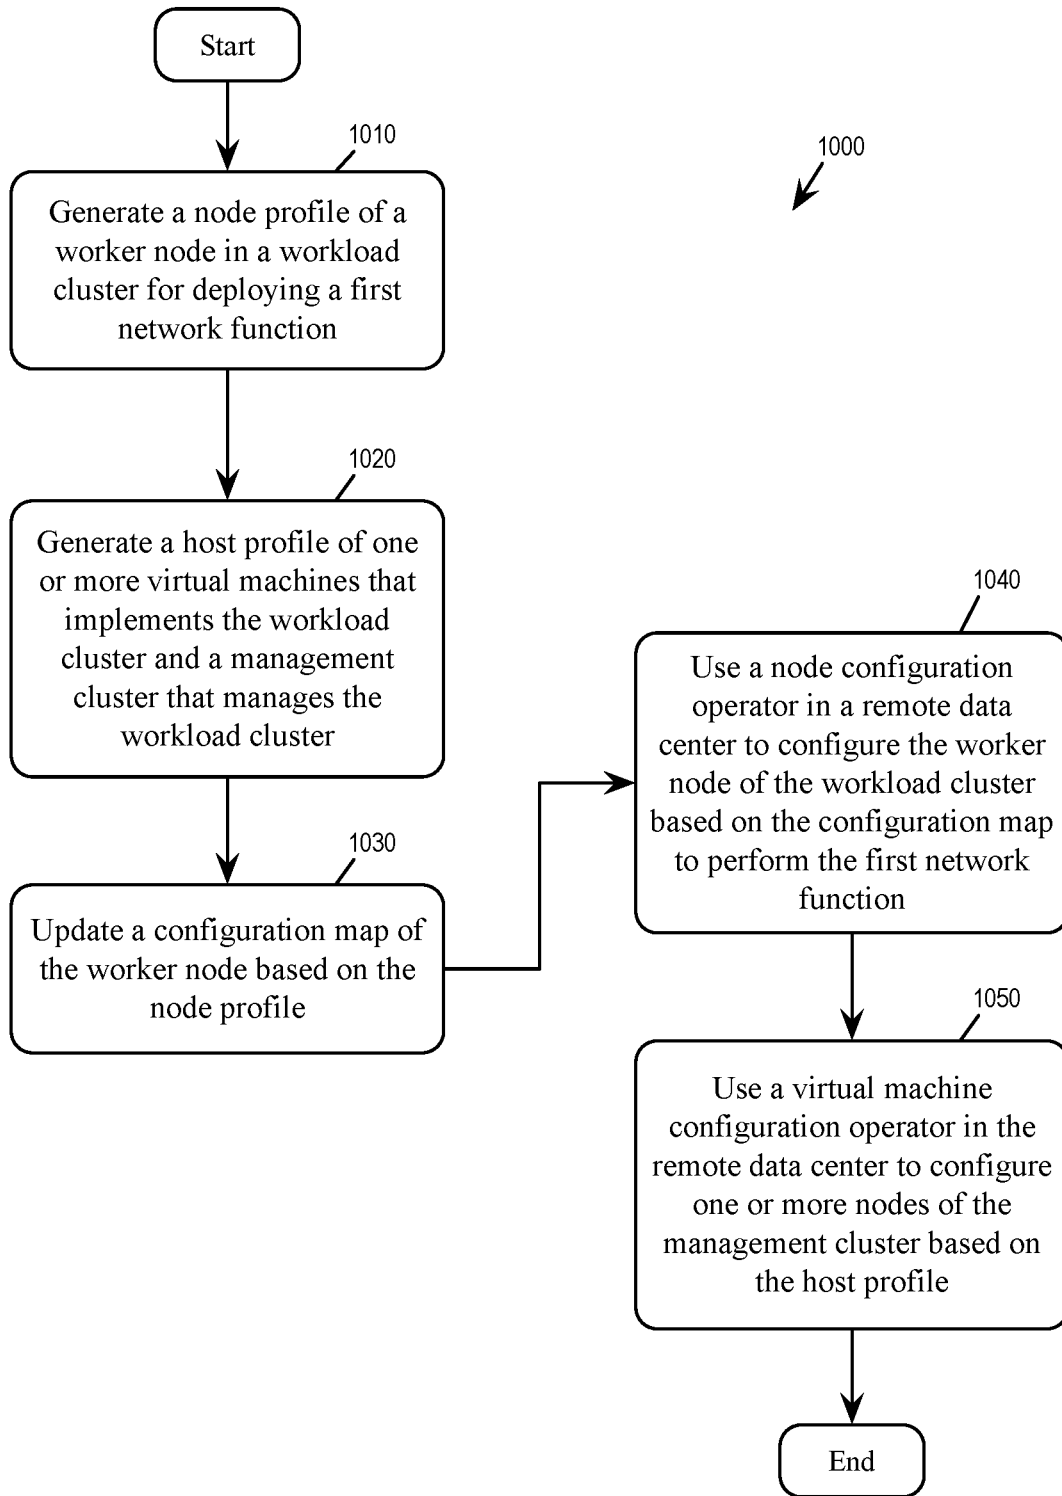 Start
1010
Generate a node profile of a
worker node in a workload
cluster for deploying a first
network function
1000
1020
Generate a host profile of one
or more virtual machines that
implements the workload
cluster and a management
cluster that manages the
workload cluster
1030
Update a configuration map of
the worker node based on the
node profile
1040
Use a node configuration
operator in a remote data
center to configure the worker
node of the workload cluster
based on the configuration map
to perform the first network
function
1050
Use a virtual machine
configuration operator in the
remote data center to configure
one or more nodes of the
management cluster based on
the host profile
End